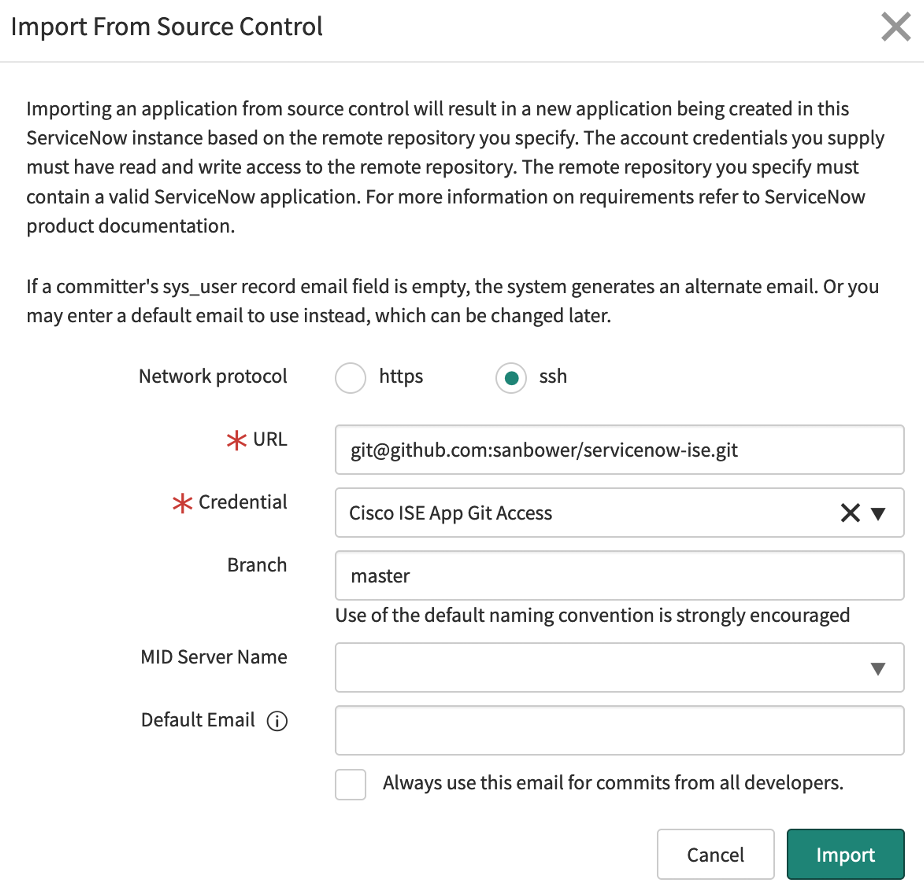 Import From Source Control
Importing an application from source control will result in a new application being created in this
ServiceNow instance based on the remote repository you specify. The account credentials you supply
must have read and write access to the remote repository. The remote repository you specify must
contain a valid ServiceNow application. For more information on requirements refer to ServiceNow
product documentation.
If a committer's sys_user record email field is empty, the system generates an alternate email. Or you
may enter a default email to use instead, which can be changed later.
Network protocol https ssh
* URL git@github.com:sanbower/servicenow-ise.git
* Credential Cisco ISE App Git Access
Branch master
Use of the default naming convention is strongly encouraged
MID Server Name
Default Email
Always use this email for commits from all developers.
Cancel Import